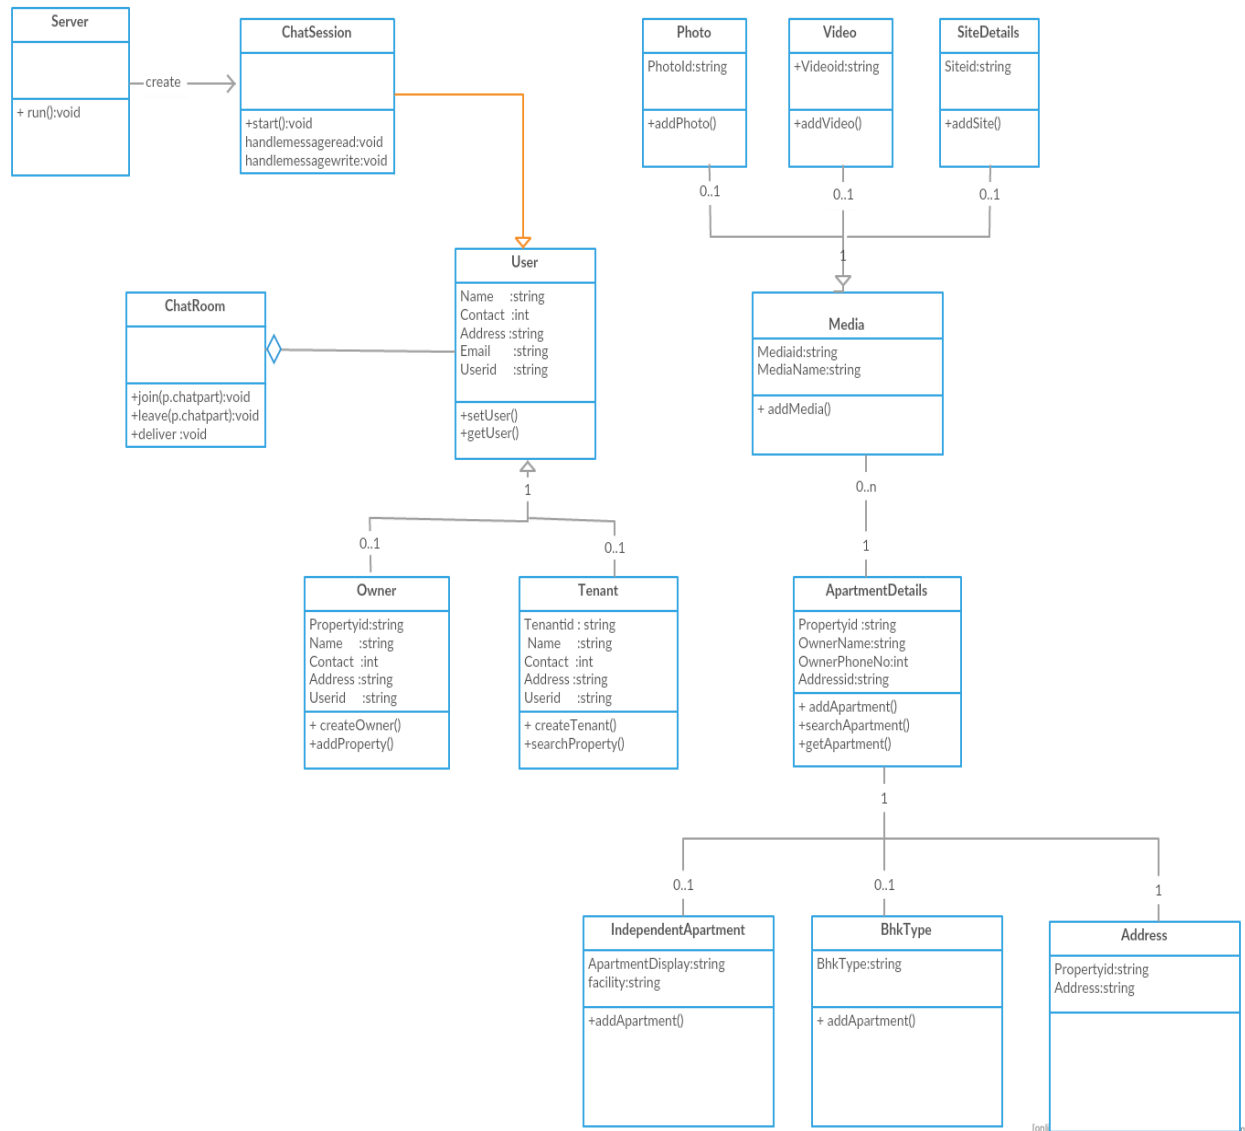 Server
+ run():void
create
ChatSession
+start():void
handlemessageread:void
handlemessagewrite:void
Photo
PhotoId:string
+addPhoto()
Video
+Videoid:string
+addVideo()
SiteDetails
Siteid:string
+addSite()
0..1
0..1
0..1
1
User
Name :string
Contact :int
Address :string
Email :string
Userid :string
+setUser()
+getUser()
ChatRoom
+join(p.chatpart):void
+leave(p.chatpart):void
+deliver :void
Media
Mediaid:string
MediaName:string
+ addMedia()
1
0..1
0..1
0..n
1
Owner
Propertyid:string
Name :string
Contact :int
Address :string
Userid :string
+ createOwner()
+addProperty()
Tenant
Tenantid : string
Name :string
Contact :int
Address :string
Userid :string
+ createTenant()
+searchProperty()
ApartmentDetails
Propertyid :string
OwnerName:string
OwnerPhoneNo:int
Addressid:string
+ addApartment()
+searchApartment()
+getApartment()
1
0..1
0..1
1
IndependentApartment
ApartmentDisplay:string
facility:string
+addApartment()
BhkType
BhkType:string
+ addApartment()
Address
Propertyid:string
Address:string